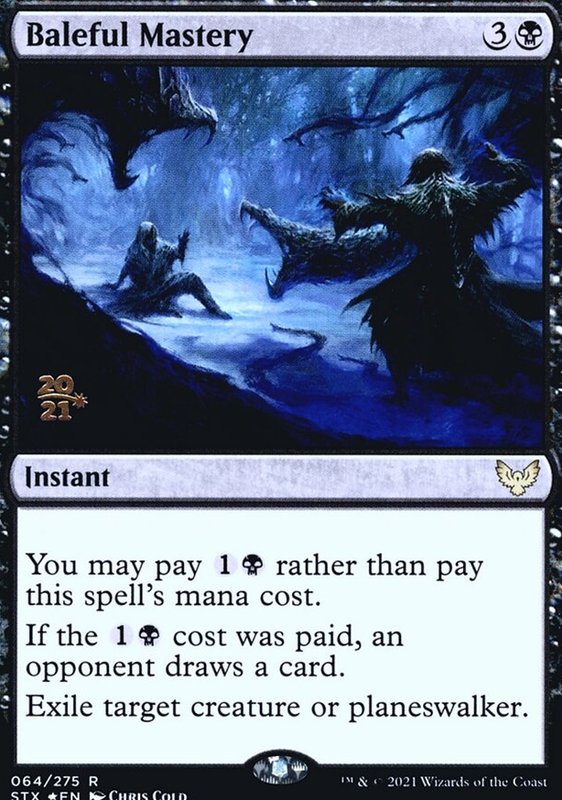 Baleful Mastery 3
20
21
Instant
You may pay 1 rather than pay
this spell's mana cost.
If the 1 cost was paid, an
opponent draws a card.
Exile target creature or planeswalker.
064/275 R
STX ★ EN Chris Cold
™ & © 2021 Wizards of the Coast